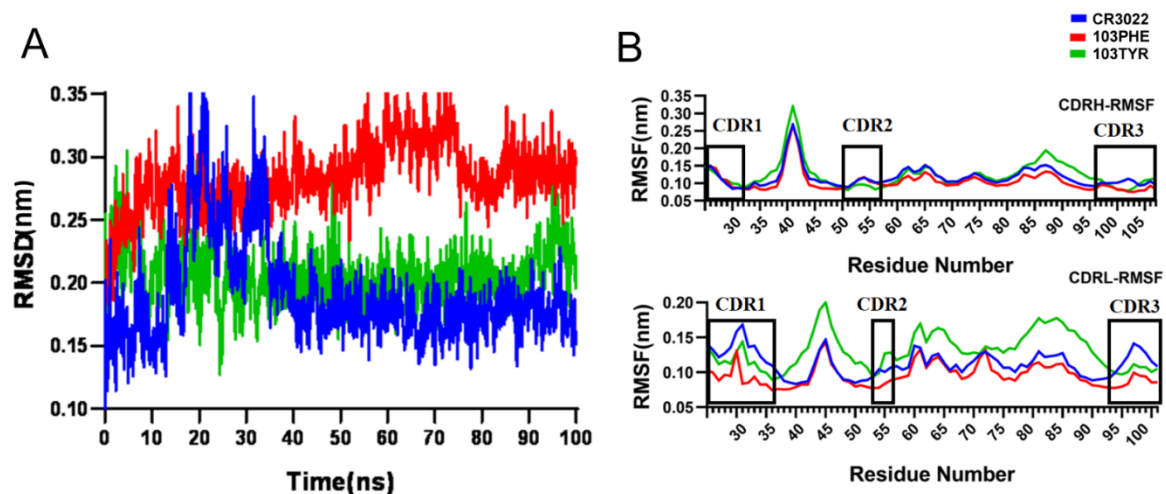 A
RMSD(nm)
0.35
0.30
0.25
0.20
0.15
0.10
0 10 20 30 40 50 60 70 80 90 100
Time(ns)
B
CR3022
103PHE
103TYR
CDRH-RMSF
RMSF(nm)
0.35
0.30
0.25
0.20
0.15
0.10
0.05
CDR1 CDR2 CDR3
30 35 40 45 50 55 60 65 70 75 80 85 90 95 100 105
Residue Number
CDRL-RMSF
RMSF(nm)
0.20
0.15
0.10
0.05
CDR1 CDR2 CDR3
30 35 40 45 50 55 60 65 70 75 80 85 90 95 100
Residue Number